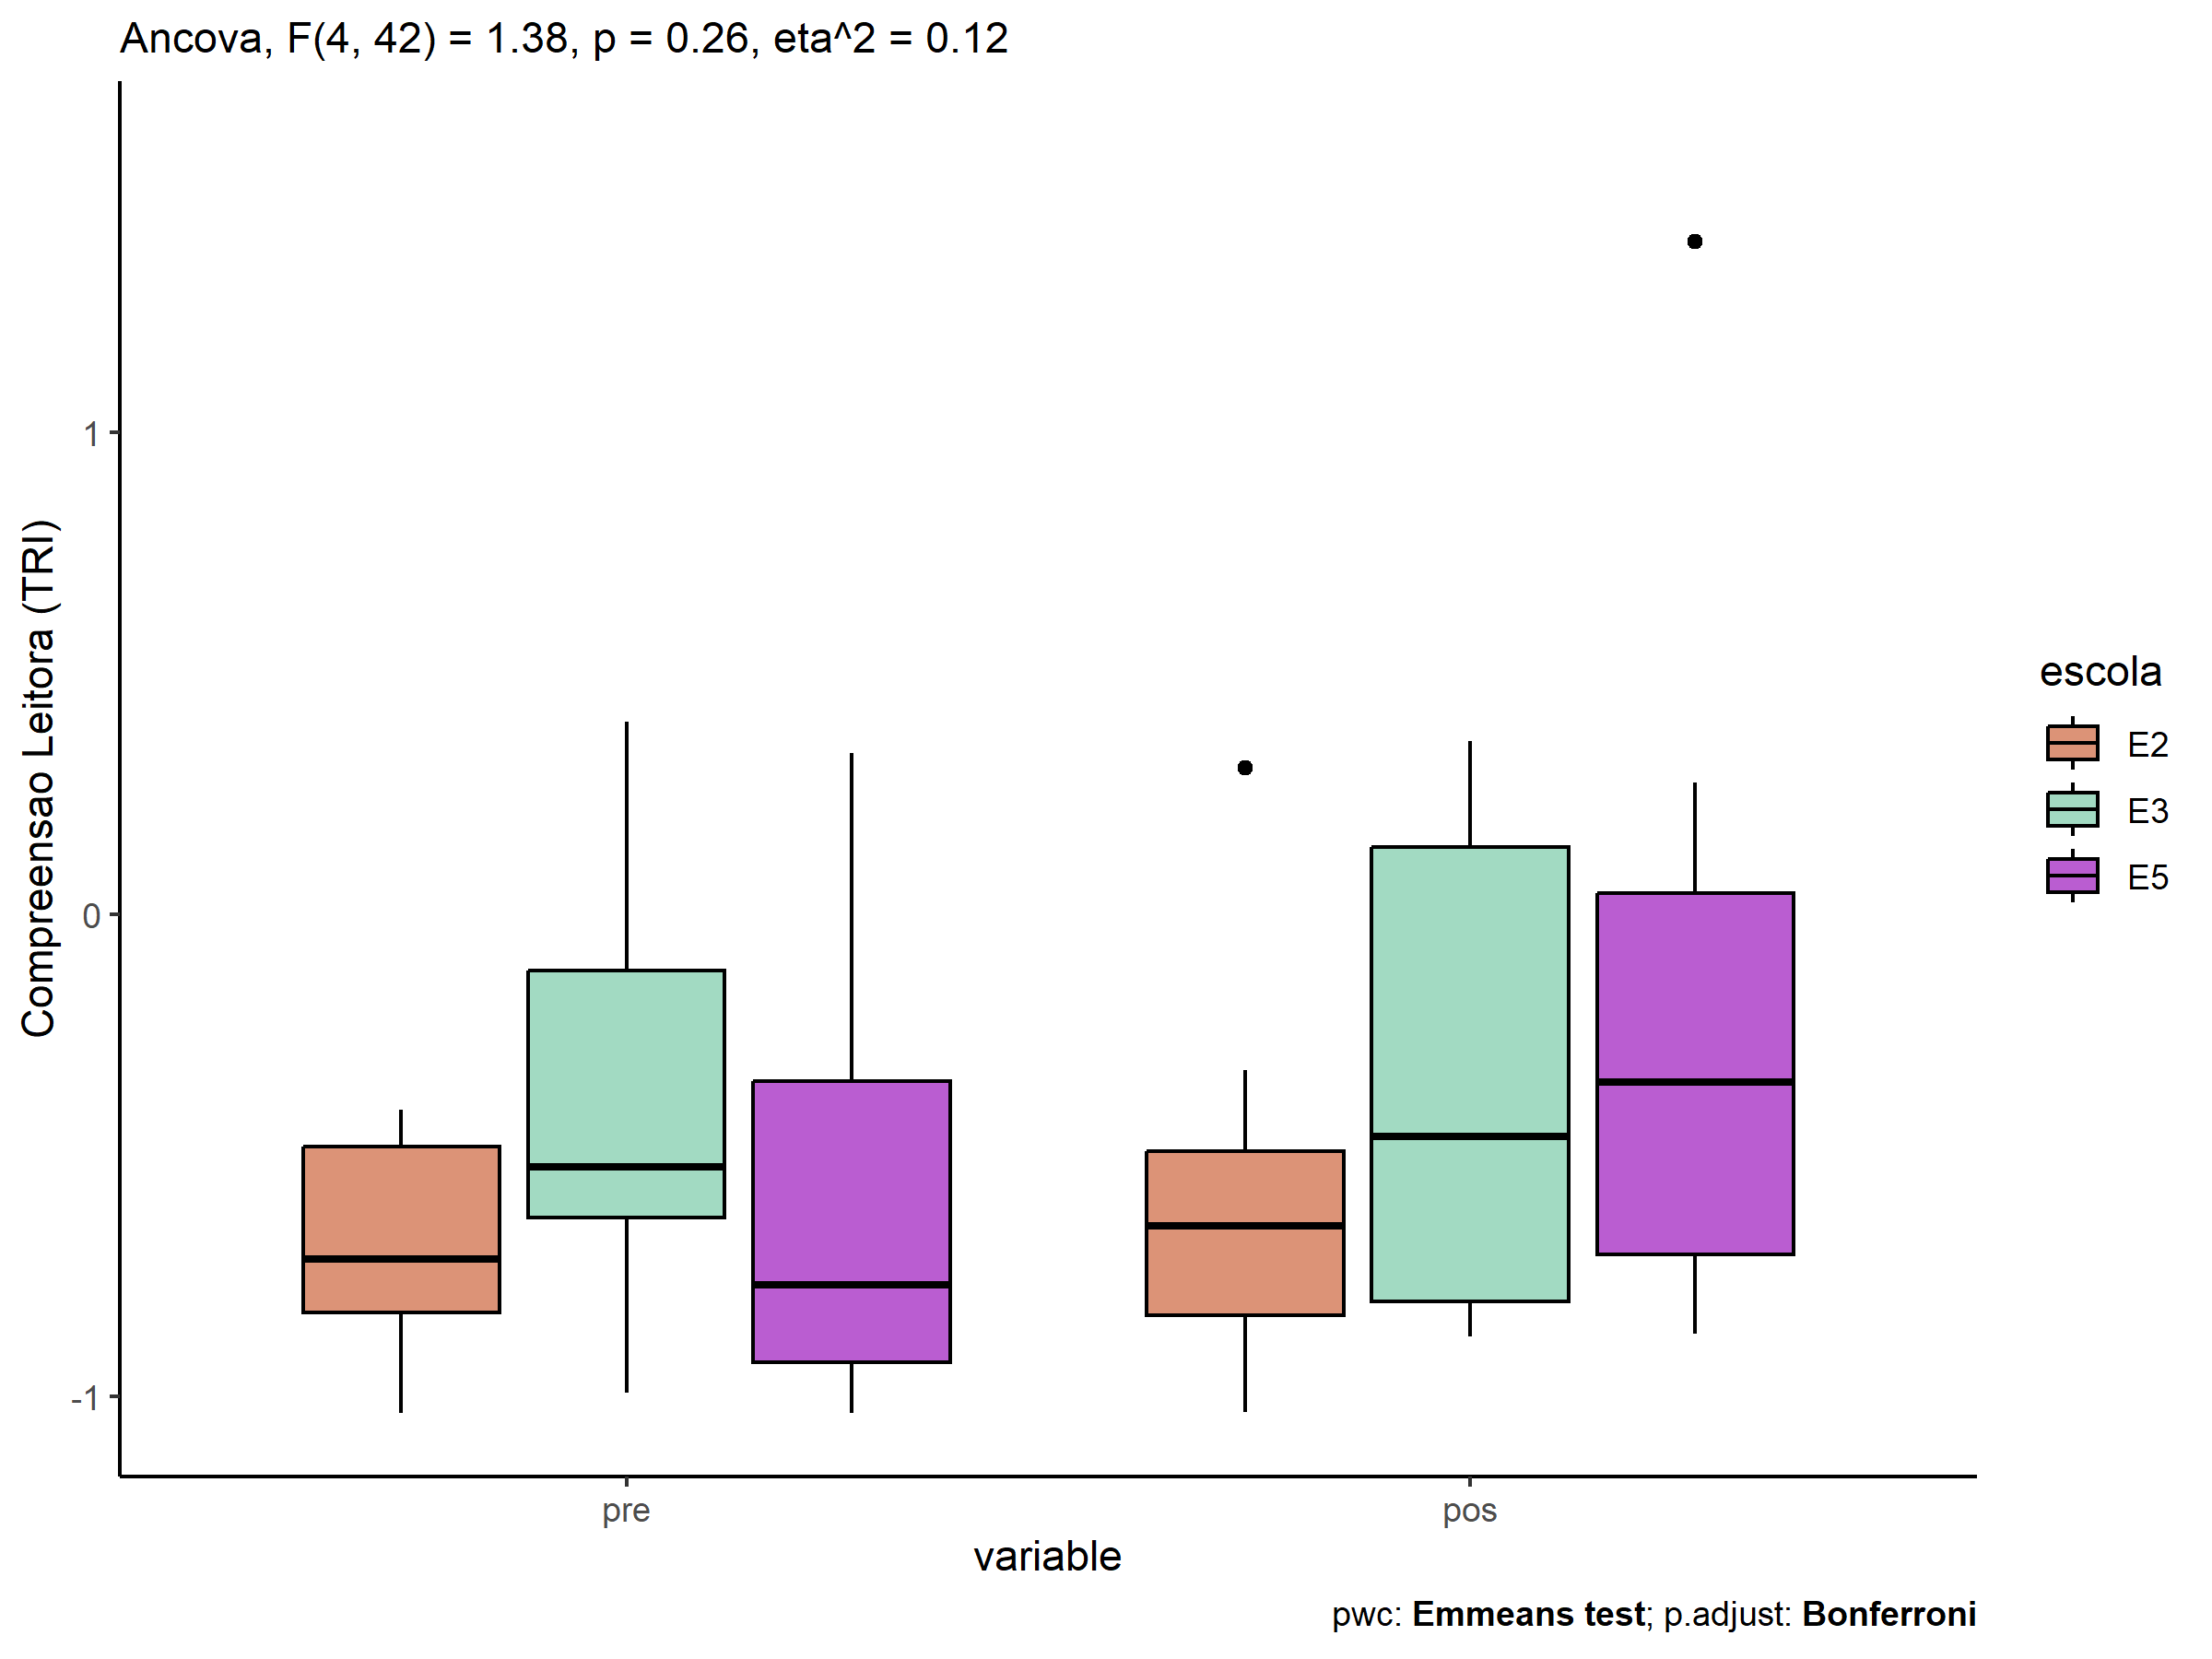 Ancova, F(4, 42) = 1.38, p = 0.26, eta^2 = 0.12
Compreensao Leitora (TRI)
1
0
-1
pre
pos
variable
escola
E2
E3
E5
pwc: Emmeans test; p.adjust: Bonferroni